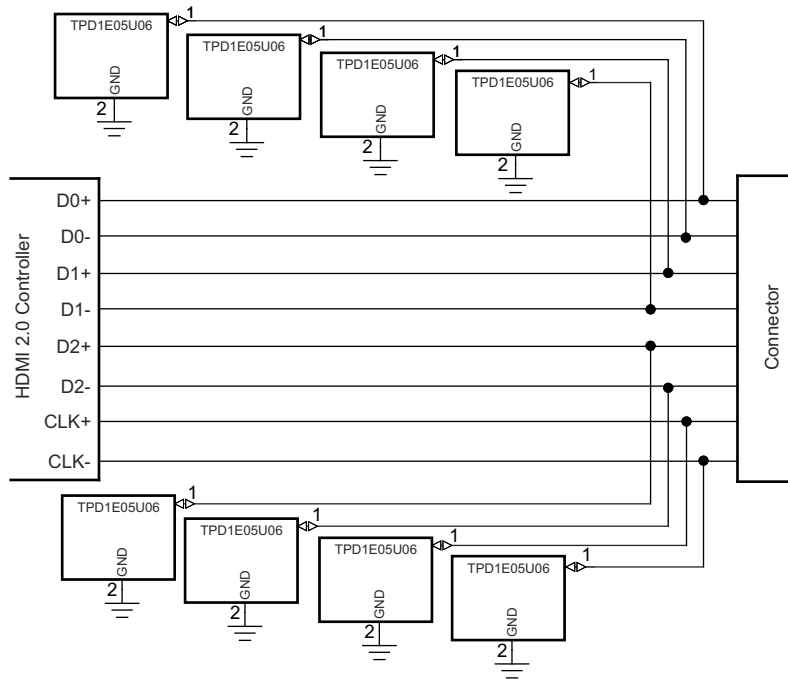 TPD1E05U06
1
GND
2
TPD1E05U06
1
GND
2
TPD1E05U06
1
GND
2
TPD1E05U06
1
GND
2
HDMI 2.0 Controller
D0+
D0-
D1+
D1-
D2+
D2-
CLK+
CLK-
Connector
TPD1E05U06
1
GND
2
TPD1E05U06
1
GND
2
TPD1E05U06
1
GND
2
TPD1E05U06
1
GND
2